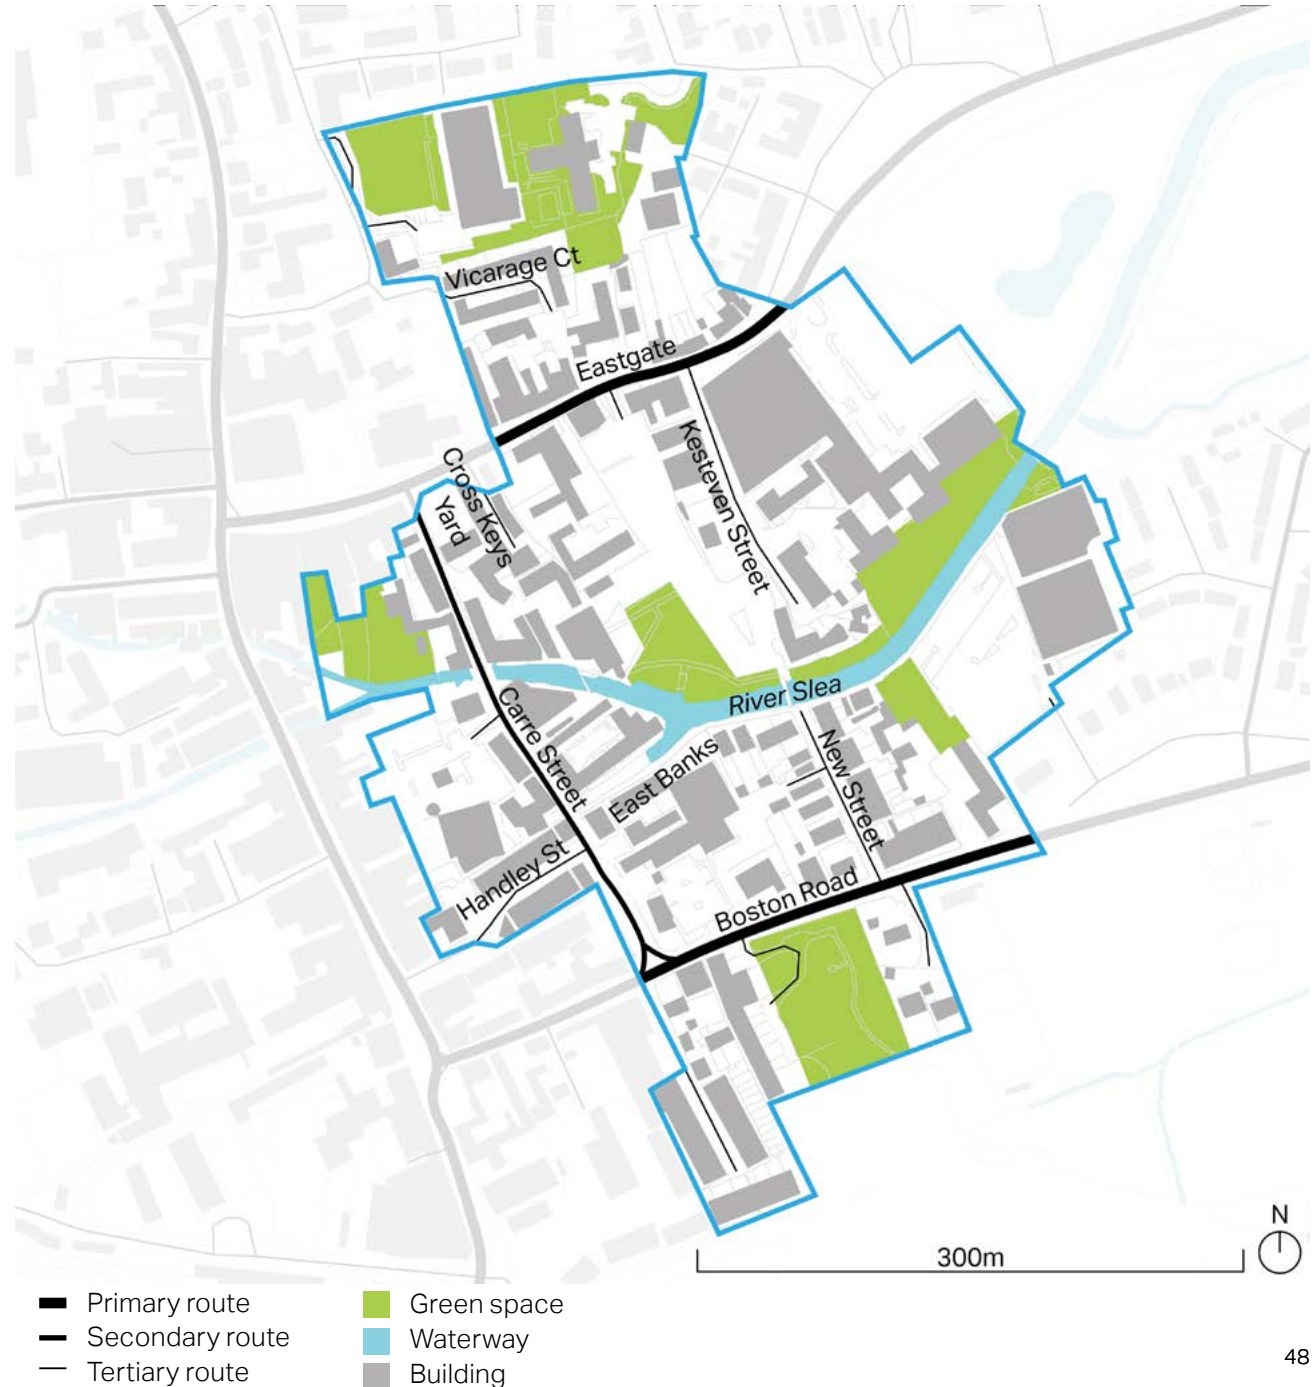 Vicarage Ct
Eastgate
Cross Keys
Yard
Kesteven Street
River Slea
Carre Street
East Banks
New Street
Handley St
Boston Road
N
300m
Primary route
Secondary route
Tertiary route
Green space
Waterway
Building
48